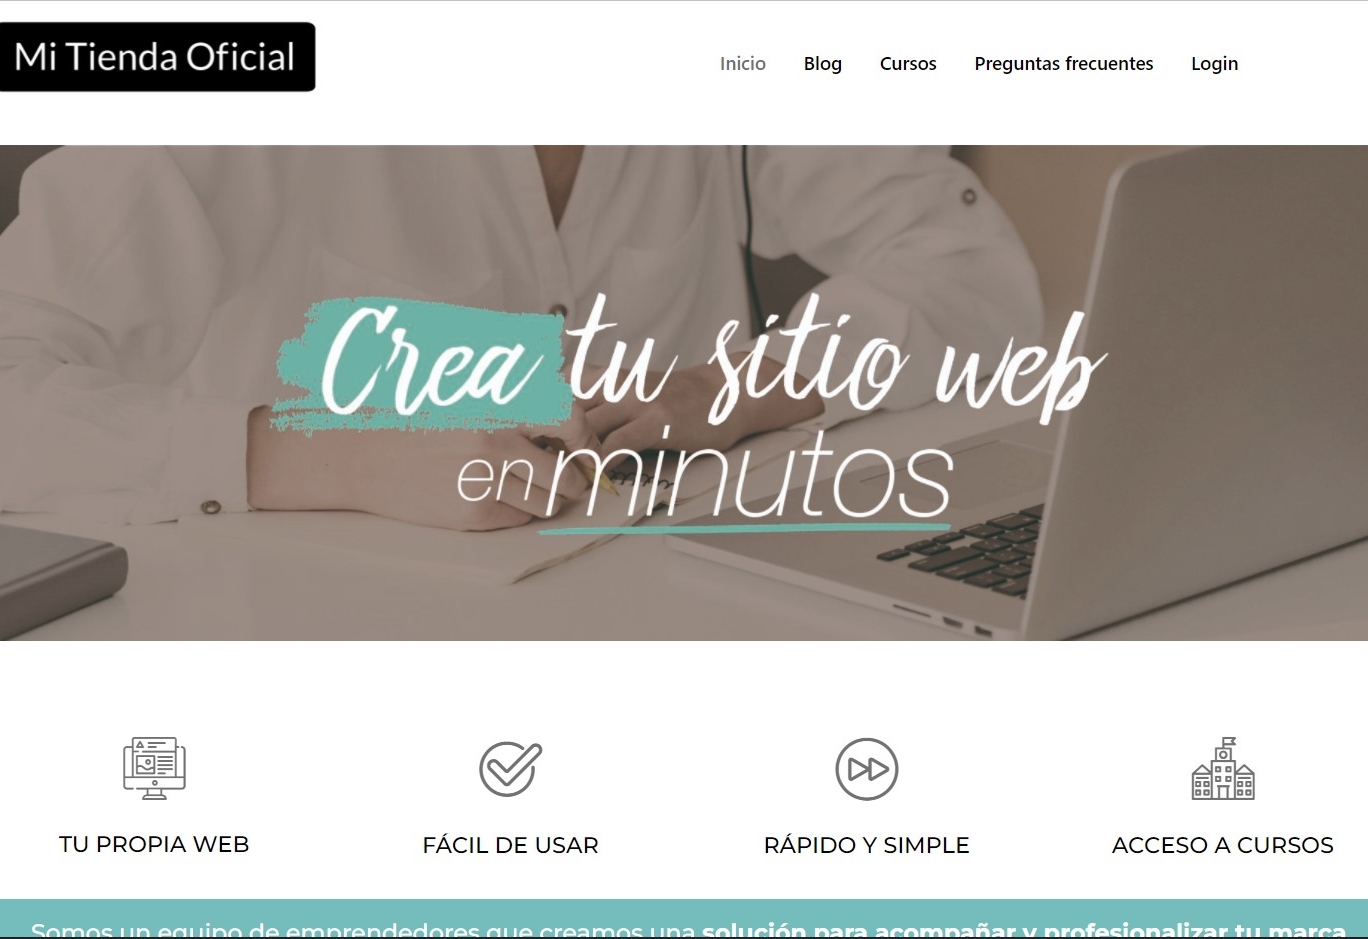 Mi Tienda Oficial
Inicio Blog Cursos Preguntas frecuentes Login
Crea tu sitio web
en minutos
TU PROPIA WEB FÁCIL DE USAR RÁPIDO Y SIMPLE ACCESO A CURSOS
Somos un equipo de emprendedores que creamos una solución para acompañar y profesionalizar tu marca